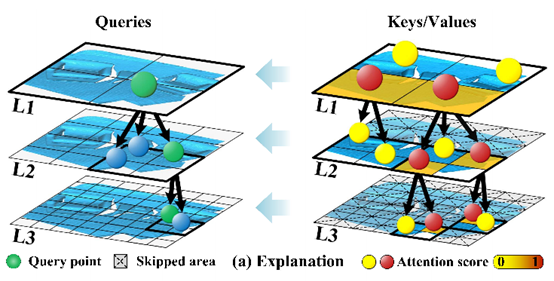 Queries
Keys/Values
L1
L1
L2
L2
L3
L3
Query point
Skipped area
(a) Explanation
Attention score
0
1